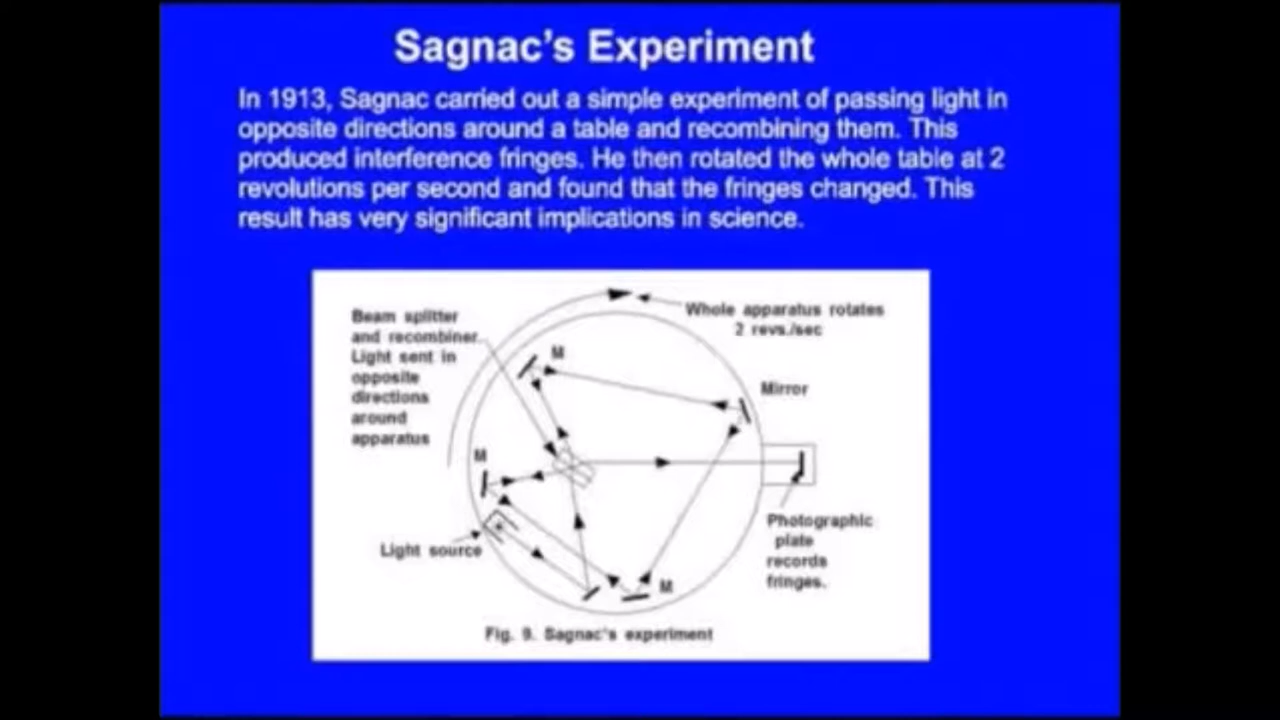 Sagnac's Experiment
In 1913, Sagnac carried out a simple experiment of passing light in
opposite directions around a table and recombining them. This
produced interference fringes. He then rotated the whole table at 2
revolutions per second and found that the fringes changed. This
result has very significant implications in science.
Beam splitter
and recombiner.
Light sent in
opposite
directions
around
apparatus
Whole apparatus rotates
2 revs./sec
M
Mirror
M
Light source
M
Photographic
plate
records
fringes.
Fig. 9. Sagnac's experiment